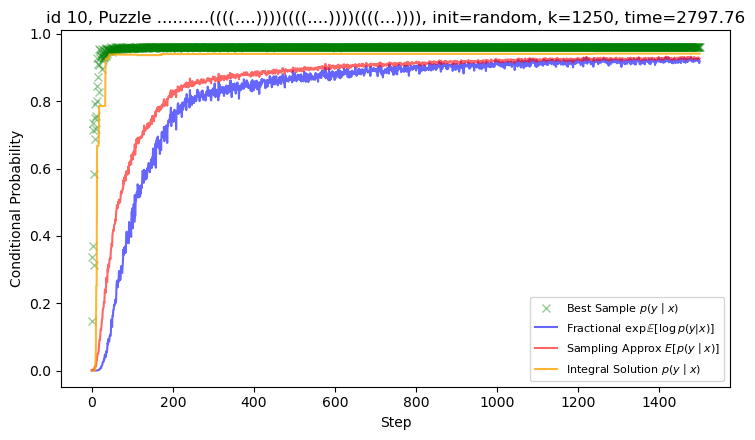 id 10, Puzzle ..........((((....))))((((....))))((((...)))), init=random, k=1250, time=2797.76
1.0
0.8
0.6
0.4
0.2
0.0
Conditional Probability
Best Sample p(y | x)
Fractional exp𝔼[log p(y|x)]
Sampling Approx E[p(y | x)]
Integral Solution p(y | x)
0 200 400 600 800 1000 1200 1400
Step